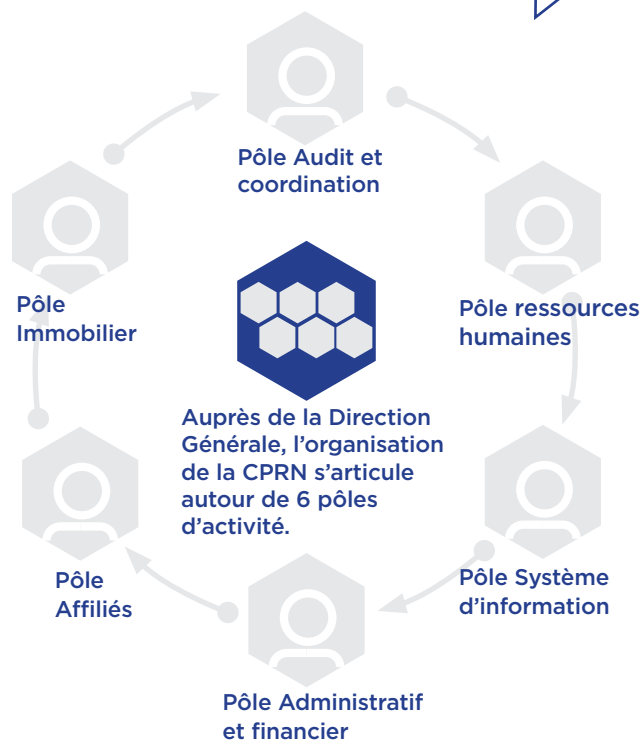 Pôle Audit et
coordination
Pôle
Immobilier
Pôle ressources
humaines
Auprès de la Direction
Générale, l’organisation
de la CPRN s’articule
autour de 6 pôles
d’activité.
Pôle
Affiliés
Pôle Système
d’information
Pôle Administratif
et financier